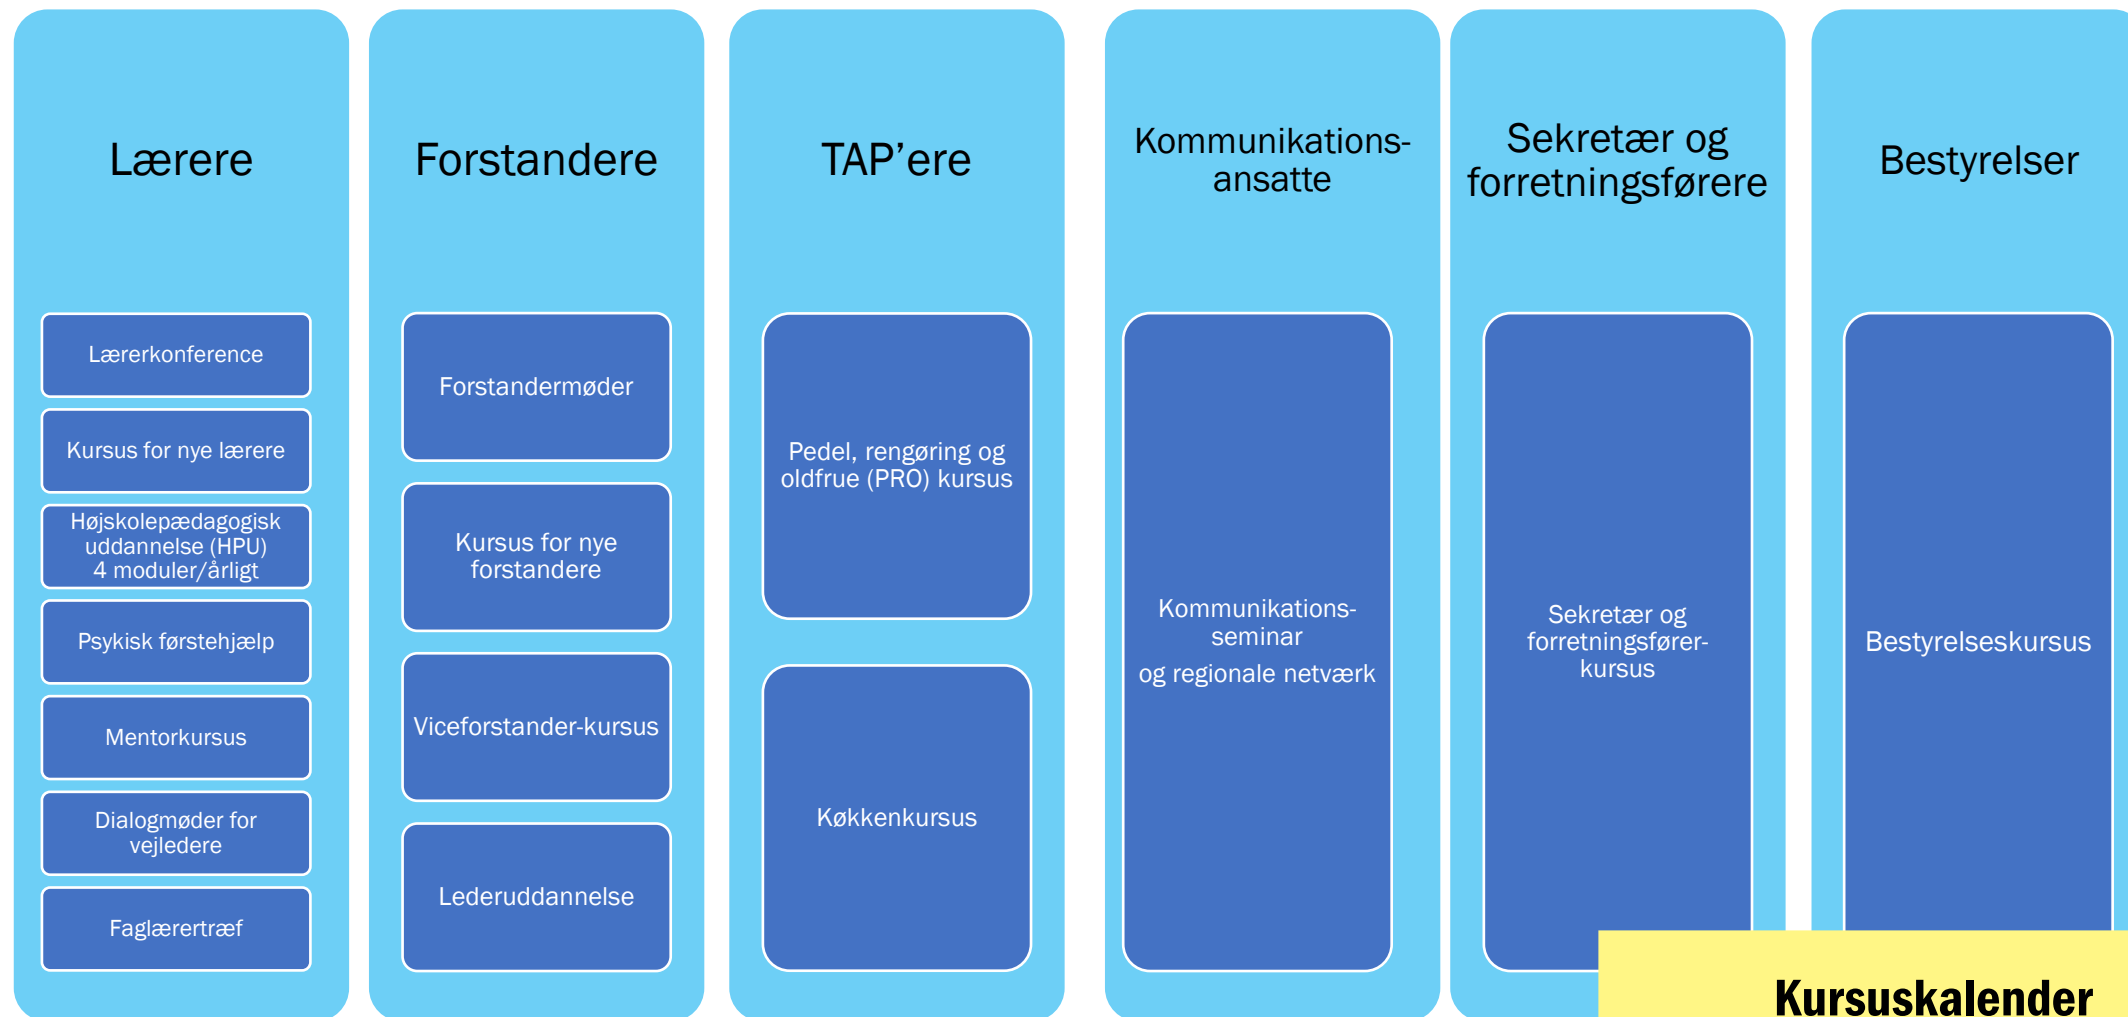 Lærere
Lærerkonference
Kursus for nye lærere
Højskolepædagogisk
uddannelse (HPU)
4 moduler/årligt
Psykisk førstehjælp
Mentorkursus
Dialogmøder for
vejledere
Faglærertræf
Forstandere
Forstandermøder
Kursus for nye
forstandere
Viceforstander-kursus
Lederuddannelse
TAP’ere
Pedel, rengøring og
oldfrue (PRO) kursus
Køkkenkursus
Kommunikations-
ansatte
Kommunikations-
seminar
og regionale netværk
Sekretær og
forretningsførere
Sekretær og
forretningsfører-
kursus
Bestyrelser
Bestyrelseskursus
Kursuskalender